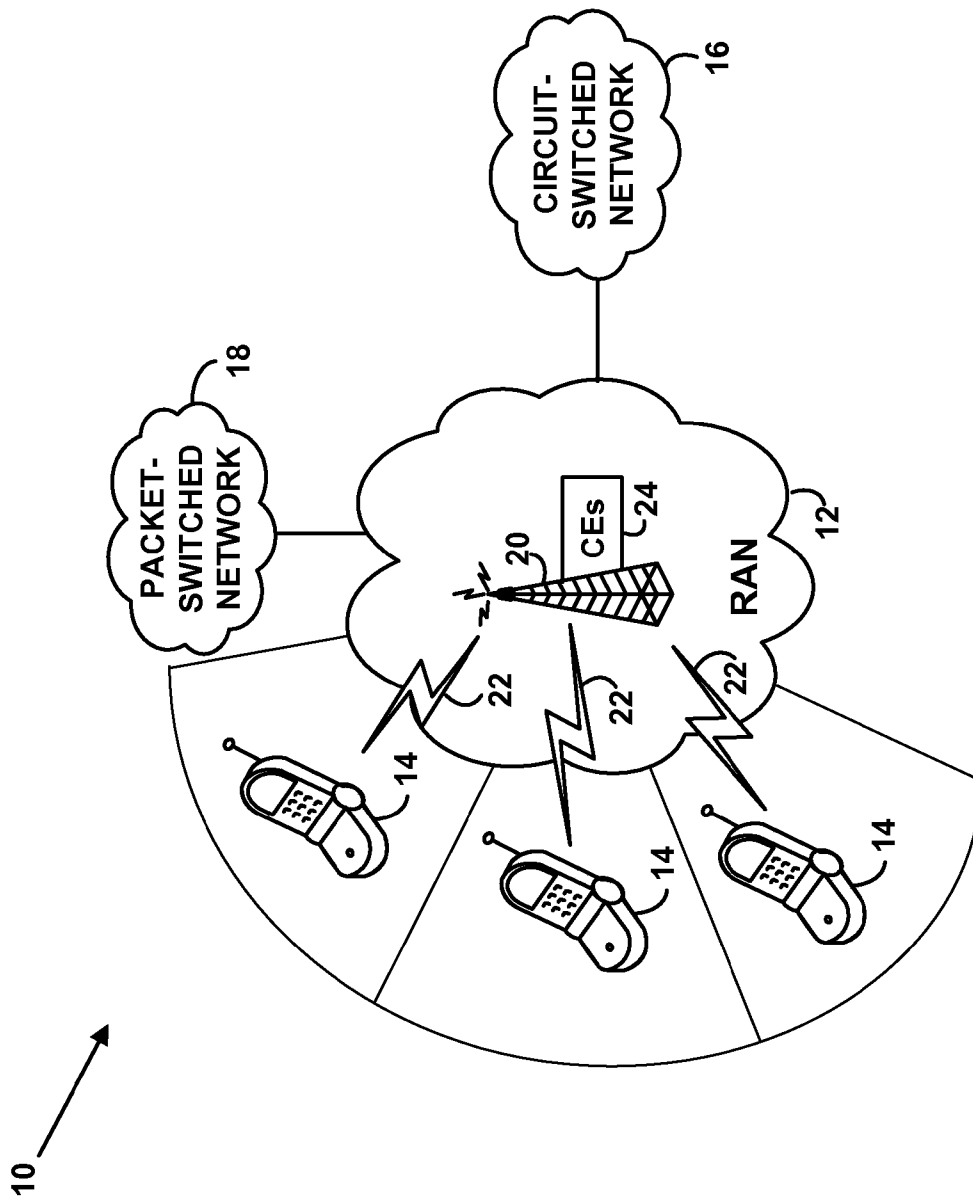 10
PACKET-
SWITCHED
NETWORK
18
CIRCUIT-
SWITCHED
NETWORK
16
14
22
20
CEs
24
14
22
RAN
12
14
22